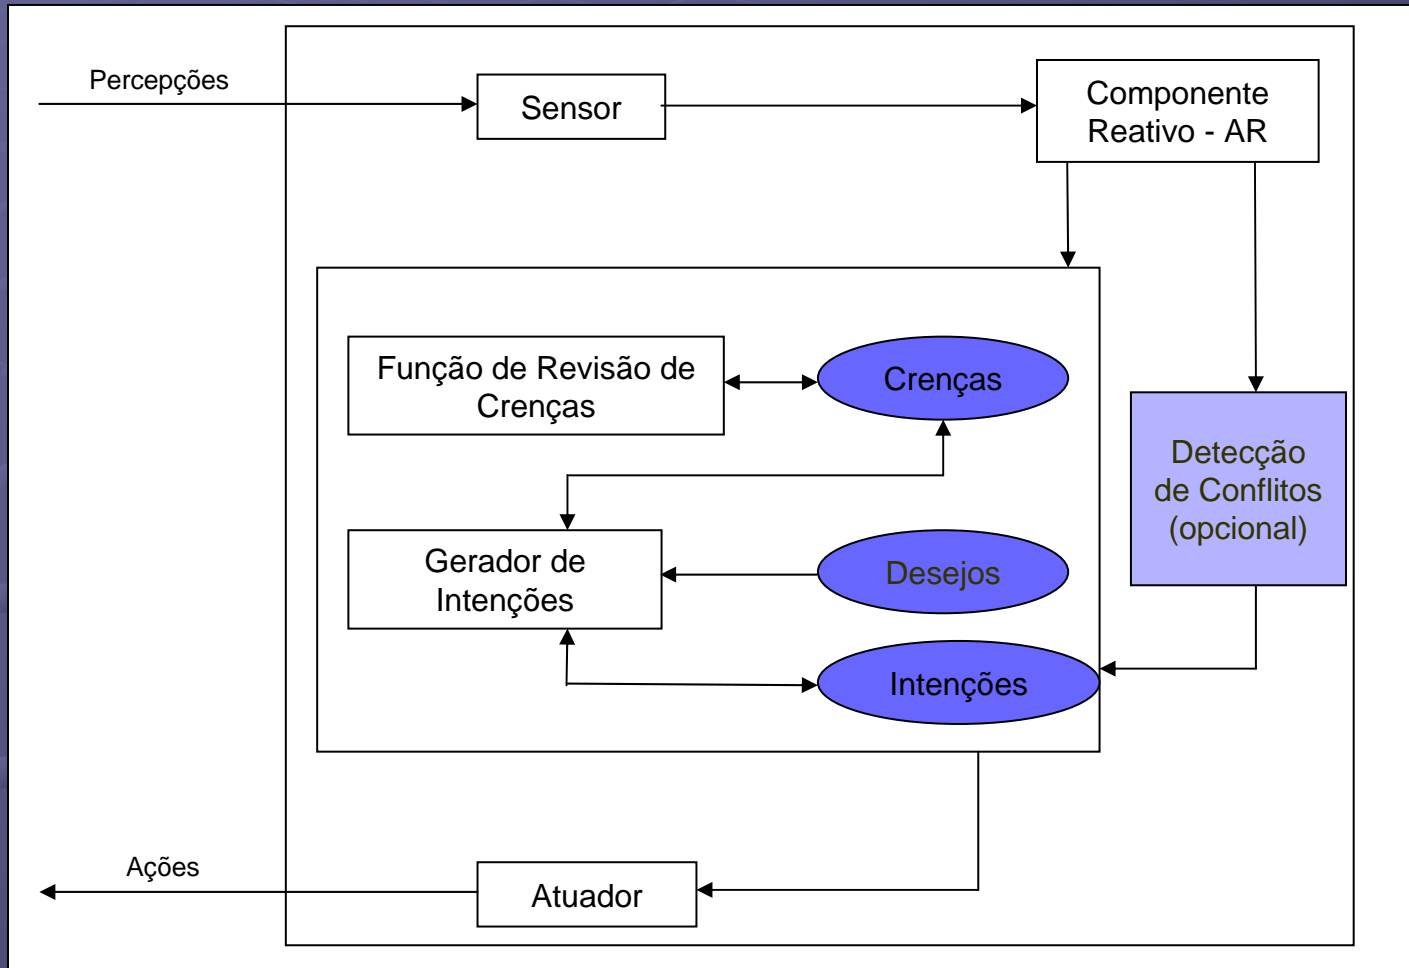 Percepções
Sensor
Componente
Reativo - AR
Função de Revisão de
Crenças
Crenças
Detecção
de Conflitos
(opcional)
Gerador de
Intenções
Desejos
Intenções
Ações
Atuador